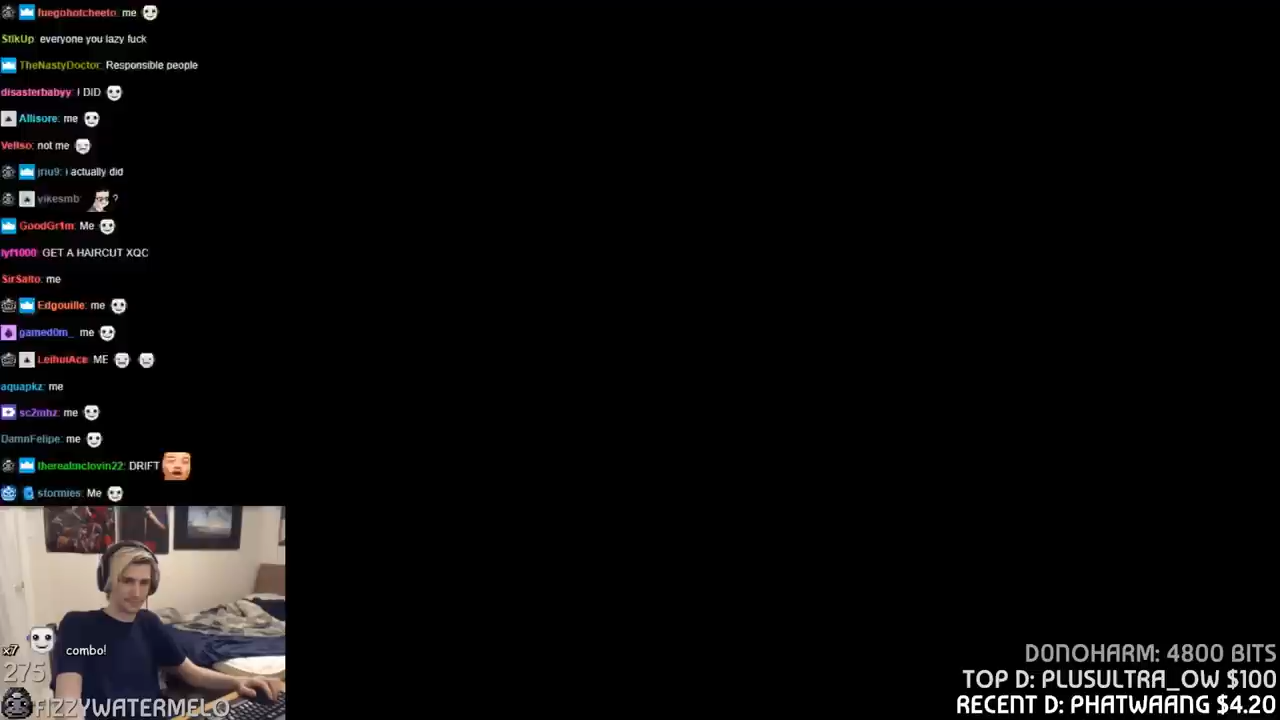 fuegohotcheeto: me
StikUp: everyone you lazy fuck
TheNastyDoctor: Responsible people
disasterbabyy: I DID
Allisore: me
Veliso: not me
jriu9: i actually did
yikesmb: ?
GoodGr1m: Me
lyf1000: GET A HAIRCUT XQC
SirSalto: me
Edgouille: me
gamed0m_: me
LeihuiAce: ME
aquapkz: me
sc2mhz: me
DamnFelipe: me
therealmclovin22: DRIFT
stormies: Me
x7 combo!
275
FIZZYWATERMELO
DONOHARM: 4800 BITS
TOP D: PLUSULTRA_OW $100
RECENT D: PHATWAANG $4.20